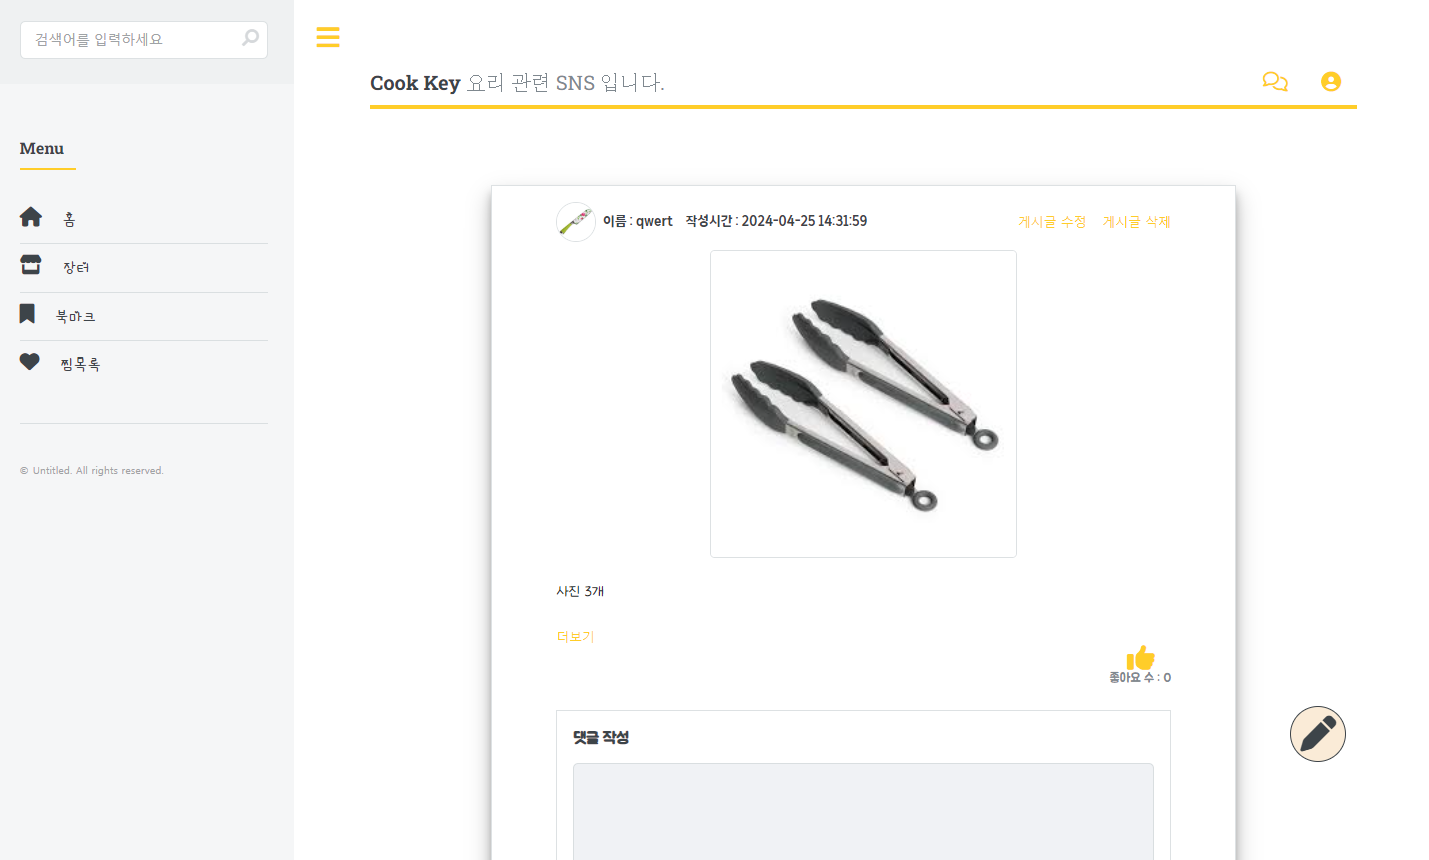 검색어를 입력하세요
Menu
홈
장터
북마크
찜목록
© Untitled. All rights reserved.
Cook Key 요리 관련 SNS 입니다.
이름 : qwert 작성시간 : 2024-04-25 14:31:59
게시글 수정 게시글 삭제
사진 3개
더보기
좋아요 수 : 0
댓글 작성